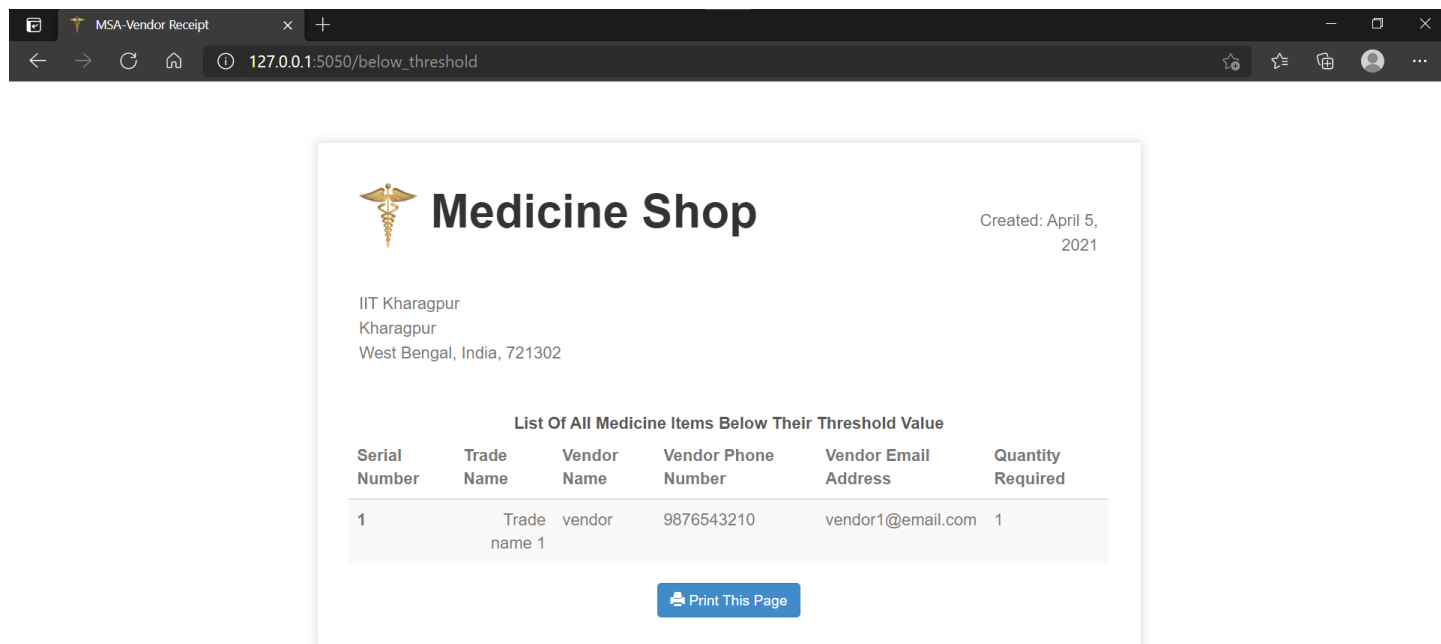 MSA-Vendor Receipt
127.0.0.1:5050/below_threshold
Medicine Shop
Created: April 5,
2021
IIT Kharagpur
Kharagpur
West Bengal, India, 721302
List Of All Medicine Items Below Their Threshold Value
Serial Number Trade Name Vendor Name Vendor Phone Number Vendor Email Address Quantity Required
1 Trade name 1 vendor 9876543210 vendor1@email.com 1
Print This Page